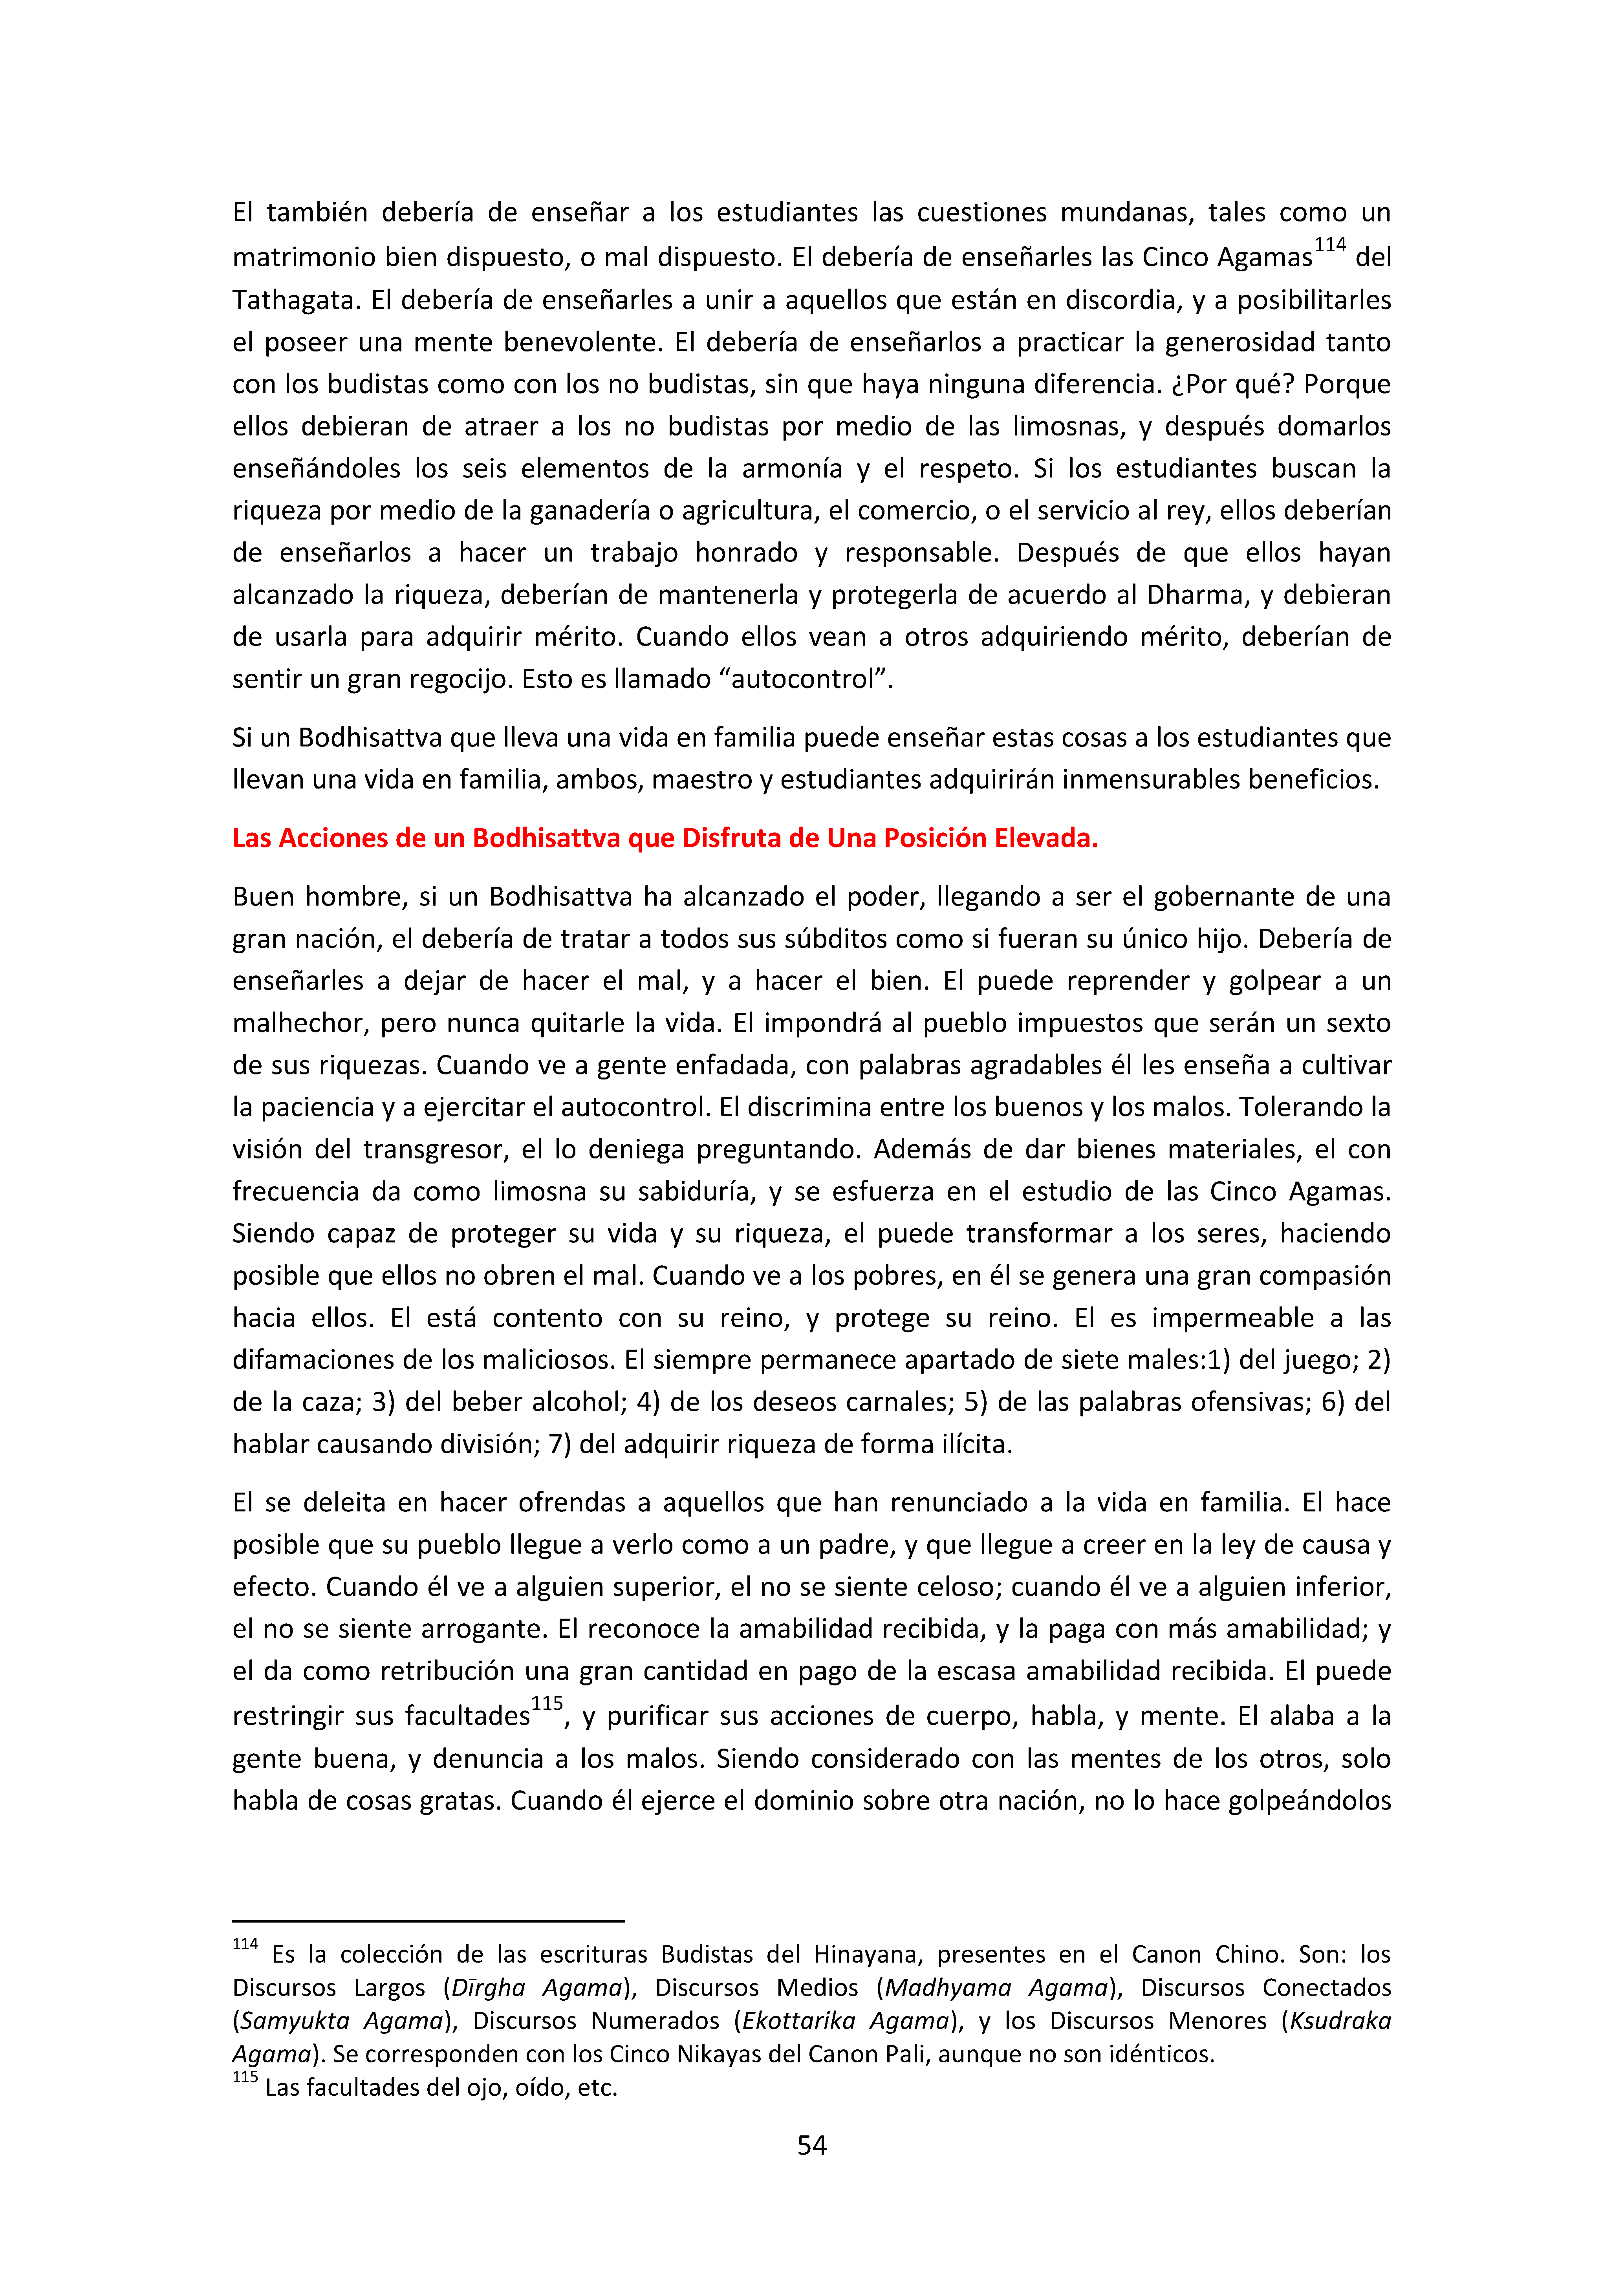 El también debería de enseñar a los estudiantes las cuestiones mundanas, tales como un
matrimonio bien dispuesto, o mal dispuesto. El debería de enseñarles las Cinco Agamas114 del
Tathagata. El debería de enseñarles a unir a aquellos que están en discordia, y a posibilitarles
el poseer una mente benevolente. El debería de enseñarlos a practicar la generosidad tanto
con los budistas como con los no budistas, sin que haya ninguna diferencia. ¿Por qué? Porque
ellos debieran de atraer a los no budistas por medio de las limosnas, y después domarlos
enseñándoles los seis elementos de la armonía y el respeto. Si los estudiantes buscan la
riqueza por medio de la ganadería o agricultura, el comercio, o el servicio al rey, ellos deberían
de enseñarlos a hacer un trabajo honrado y responsable. Después de que ellos hayan
alcanzado la riqueza, deberían de mantenerla y protegerla de acuerdo al Dharma, y debieran
de usarla para adquirir mérito. Cuando ellos vean a otros adquiriendo mérito, deberían de
sentir un gran regocijo. Esto es llamado “autocontrol”.
Si un Bodhisattva que lleva una vida en familia puede enseñar estas cosas a los estudiantes que
llevan una vida en familia, ambos, maestro y estudiantes adquirirán inmensurables beneficios.
Las Acciones de un Bodhisattva que Disfruta de Una Posición Elevada.
Buen hombre, si un Bodhisattva ha alcanzado el poder, llegando a ser el gobernante de una
gran nación, el debería de tratar a todos sus súbditos como si fueran su único hijo. Debería de
enseñarles a dejar de hacer el mal, y a hacer el bien. El puede reprender y golpear a un
malhechor, pero nunca quitarle la vida. El impondrá al pueblo impuestos que serán un sexto
de sus riquezas. Cuando ve a gente enfadada, con palabras agradables él les enseña a cultivar
la paciencia y a ejercitar el autocontrol. El discrimina entre los buenos y los malos. Tolerando la
visión del transgresor, el lo deniega preguntando. Además de dar bienes materiales, el con
frecuencia da como limosna su sabiduría, y se esfuerza en el estudio de las Cinco Agamas.
Siendo capaz de proteger su vida y su riqueza, el puede transformar a los seres, haciendo
posible que ellos no obren el mal. Cuando ve a los pobres, en él se genera una gran compasión
hacia ellos. El está contento con su reino, y protege su reino. El es impermeable a las
difamaciones de los maliciosos. El siempre permanece apartado de siete males:1) del juego; 2)
de la caza; 3) del beber alcohol; 4) de los deseos carnales; 5) de las palabras ofensivas; 6) del
hablar causando división; 7) del adquirir riqueza de forma ilícita.
El se deleita en hacer ofrendas a aquellos que han renunciado a la vida en familia. El hace
posible que su pueblo llegue a verlo como a un padre, y que llegue a creer en la ley de causa y
efecto. Cuando él ve a alguien superior, el no se siente celoso; cuando él ve a alguien inferior,
el no se siente arrogante. El reconoce la amabilidad recibida, y la paga con más amabilidad; y
el da como retribución una gran cantidad en pago de la escasa amabilidad recibida. El puede
restringir sus facultades115, y purificar sus acciones de cuerpo, habla, y mente. El alaba a la
gente buena, y denuncia a los malos. Siendo considerado con las mentes de los otros, solo
habla de cosas gratas. Cuando él ejerce el dominio sobre otra nación, no lo hace golpeándolos
114 Es la colección de las escrituras Budistas del Hinayana, presentes en el Canon Chino. Son: los
Discursos Largos (Dīrgha Agama), Discursos Medios (Madhyama Agama), Discursos Conectados
(Samyukta Agama), Discursos Numerados (Ekottarika Agama), y los Discursos Menores (Ksudraka
Agama). Se corresponden con los Cinco Nikayas del Canon Pali, aunque no son idénticos.
115 Las facultades del ojo, oído, etc.
54